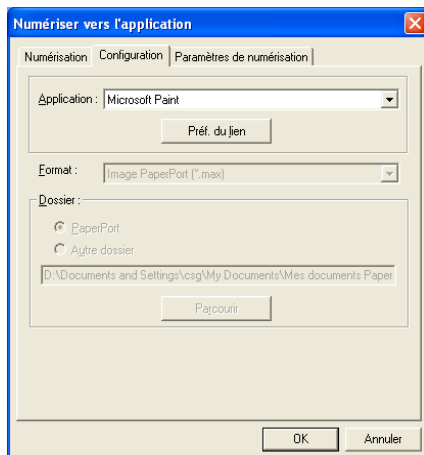 Numériser vers l'application
Numérisation Configuration Paramètres de numérisation
Application : Microsoft Paint
Préf. du lien
Format : Image PaperPort (*.max)
Dossier :
PaperPort
Autre dossier
D:\Documents and Settings\csg\My Documents\Mes documents Paper
Parcourir
OK Annuler